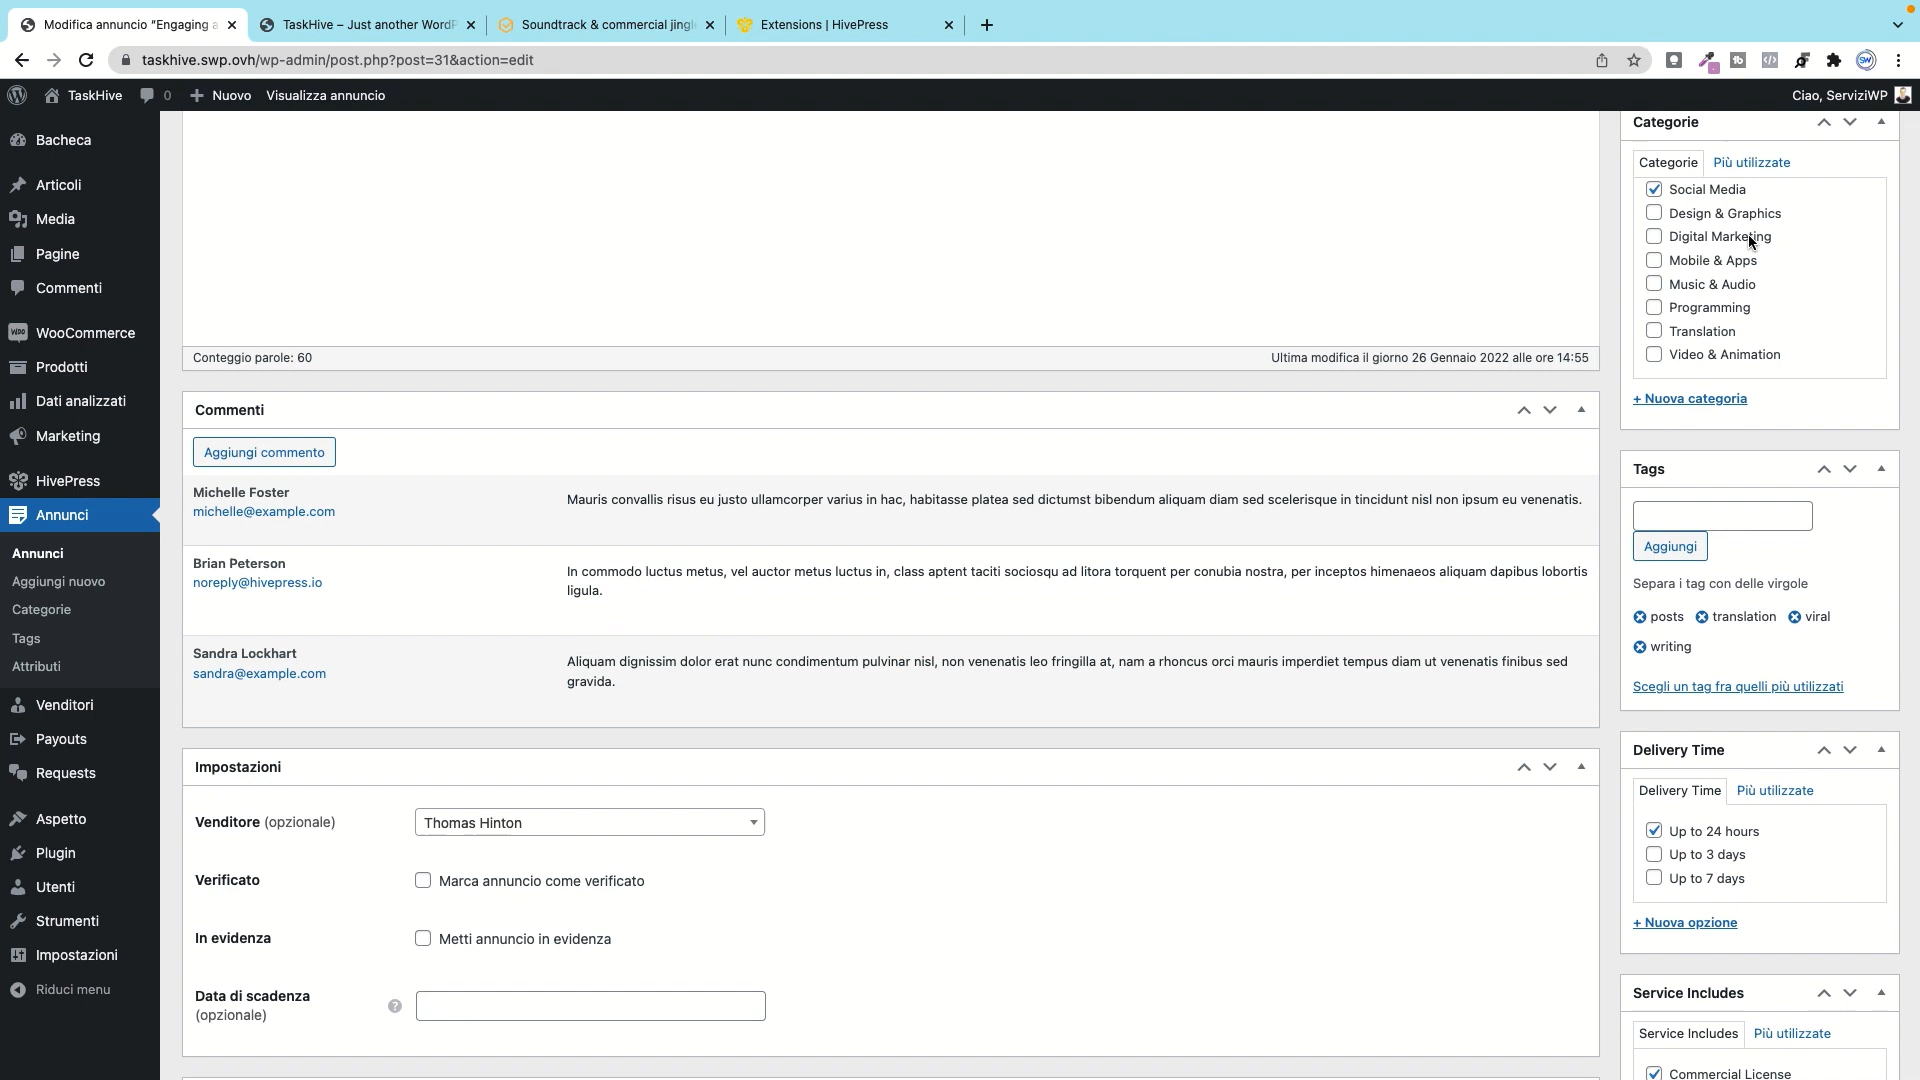 Modifica annuncio "Engaging a
TaskHive – Just another WordP
Soundtrack & commercial jingl
Extensions | HivePress
taskhive.swp.ovh/wp-admin/post.php?post=31&action=edit
TaskHive
0
Nuovo
Visualizza annuncio
Ciao, ServiziWP
Bacheca
Articoli
Media
Pagine
Commenti
WooCommerce
Prodotti
Dati analizzati
Marketing
HivePress
Annunci
Annunci
Aggiungi nuovo
Categorie
Tags
Attributi
Venditori
Payouts
Requests
Aspetto
Plugin
Utenti
Strumenti
Impostazioni
Riduci menu
Conteggio parole: 60
Ultima modifica il giorno 26 Gennaio 2022 alle ore 14:55
Commenti
Aggiungi commento
Michelle Foster
michelle@example.com
Mauris convallis risus eu justo ullamcorper varius in hac, habitasse platea sed dictumst bibendum aliquam diam sed scelerisque in tincidunt nisl non ipsum eu venenatis.
Brian Peterson
noreply@hivepress.io
In commodo luctus metus, vel auctor metus luctus in, class aptent taciti sociosqu ad litora torquent per conubia nostra, per inceptos himenaeos aliquam dapibus lobortis
ligula.
Sandra Lockhart
sandra@example.com
Aliquam dignissim dolor erat nunc condimentum pulvinar nisl, non venenatis leo fringilla at, nam a rhoncus orci mauris imperdiet tempus diam ut venenatis finibus sed
gravida.
Impostazioni
Venditore (opzionale)
Thomas Hinton
Verificato
Marca annuncio come verificato
In evidenza
Metti annuncio in evidenza
Data di scadenza
(opzionale)
Categorie
Categorie
Più utilizzate
Social Media
Design & Graphics
Digital Marketing
Mobile & Apps
Music & Audio
Programming
Translation
Video & Animation
+ Nuova categoria
Tags
Aggiungi
Separa i tag con delle virgole
posts
translation
viral
writing
Scegli un tag fra quelli più utilizzati
Delivery Time
Delivery Time
Più utilizzate
Up to 24 hours
Up to 3 days
Up to 7 days
+ Nuova opzione
Service Includes
Service Includes
Più utilizzate
Commercial License